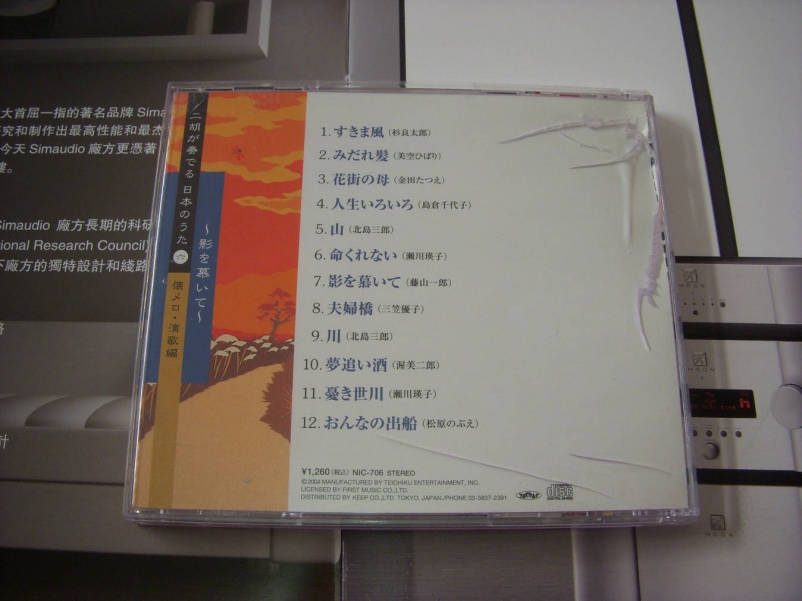 大首屈一指的著名品牌 Sima
究和制作出最高性能和最杰
今天 Simaudio 廠方更憑著
。
Simaudio 廠方長期的科研
tional Research Council)
廠方的獨特設計和綫路
路
計
二胡が奏でる 日本のうた 六
～影を慕いて～
懐メロ・演歌編
1. すきま風（杉良太郎）
2. みだれ髪（美空ひばり）
3. 花街の母（金田たつえ）
4. 人生いろいろ（島倉千代子）
5. 山（北島三郎）
6. 命くれない（瀬川瑛子）
7. 影を慕いて（藤山一郎）
8. 夫婦橋（三笠優子）
9. 川（北島三郎）
10. 夢追い酒（渥美二郎）
11. 憂き世川（瀬川瑛子）
12. おんなの出船（松原のぶえ）
¥1,260（税込） NIC-706 STEREO
©2004 MANUFACTURED BY TEICHIKU ENTERTAINMENT, INC.
LICENSED BY FIRST MUSIC CO.,LTD.
DISTRIBUTED BY KEEP CO.,LTD. TOKYO, JAPAN./PHONE 03-5837-2391
MOON
MOON
MOON